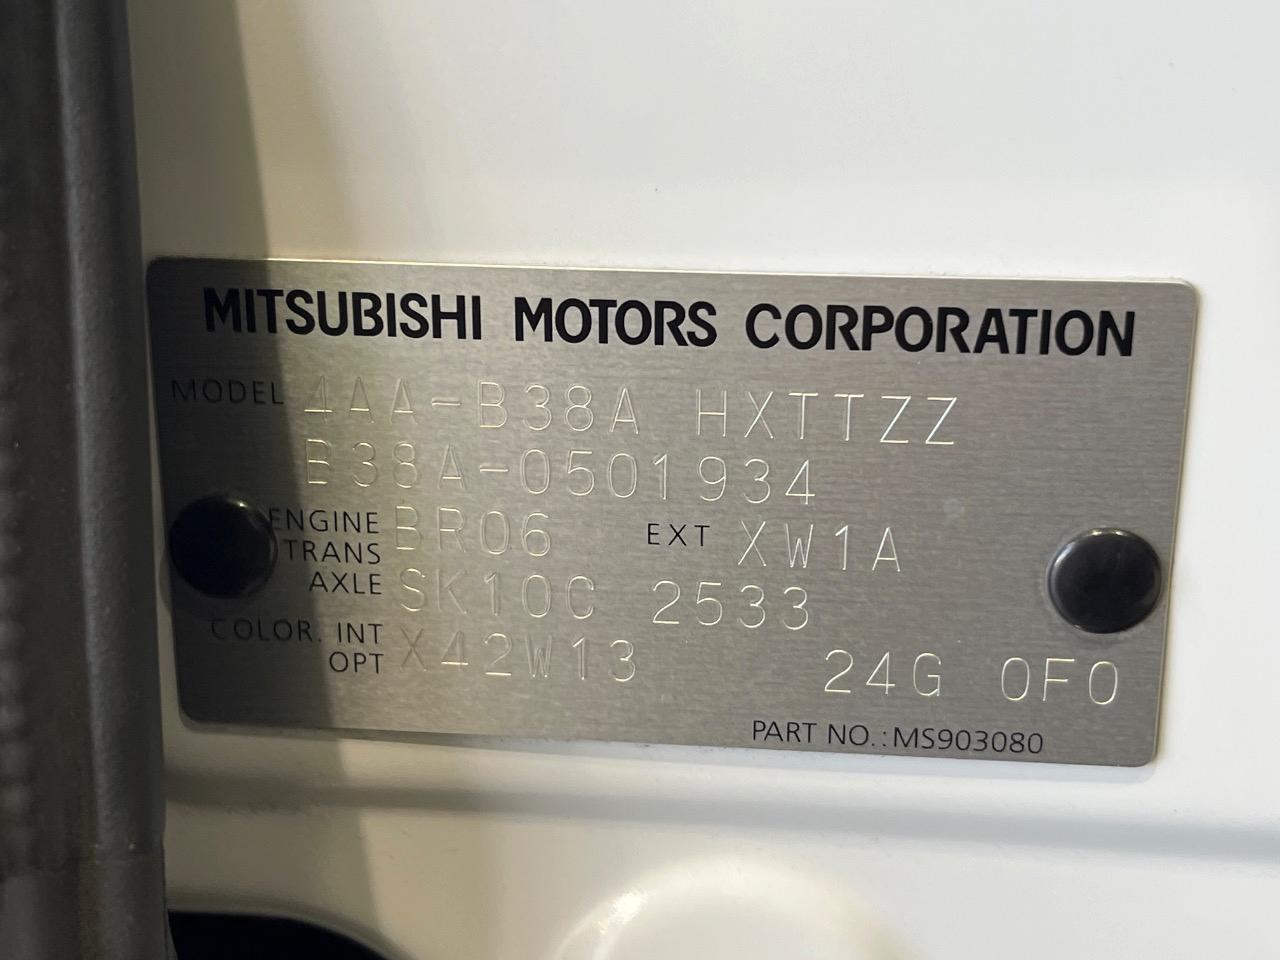 MITSUBISHI MOTORS CORPORATION
MODEL 4AA-B38A HXTTZZ
B38A-0501934
ENGINE BR06 EXT XW1A
TRANS
AXLE SK10C 2533
COLOR. INT X42W13
OPT 24G 0F0
PART NO.:MS903080